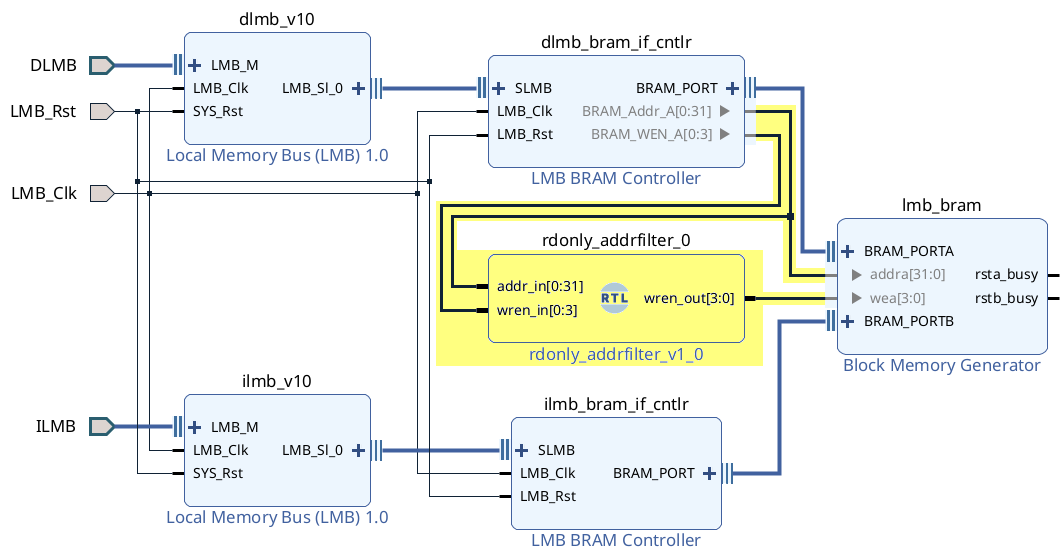 dlmb_v10
DLMB
LMB_M
LMB_Clk
LMB_Sl_0
LMB_Rst
SYS_Rst
Local Memory Bus (LMB) 1.0
LMB_Clk
dlmb_bram_if_cntlr
SLMB
BRAM_PORT
LMB_Clk
BRAM_Addr_A[0:31]
LMB_Rst
BRAM_WEN_A[0:3]
LMB BRAM Controller
rdonly_addrfilter_0
addr_in[0:31]
wren_in[0:3]
RTL
wren_out[3:0]
rdonly_addrfilter_v1_0
lmb_bram
BRAM_PORTA
addra[31:0]
rsta_busy
wea[3:0]
rstb_busy
BRAM_PORTB
Block Memory Generator
ilmb_v10
ILMB
LMB_M
LMB_Clk
LMB_Sl_0
SYS_Rst
Local Memory Bus (LMB) 1.0
ilmb_bram_if_cntlr
SLMB
LMB_Clk
BRAM_PORT
LMB_Rst
LMB BRAM Controller